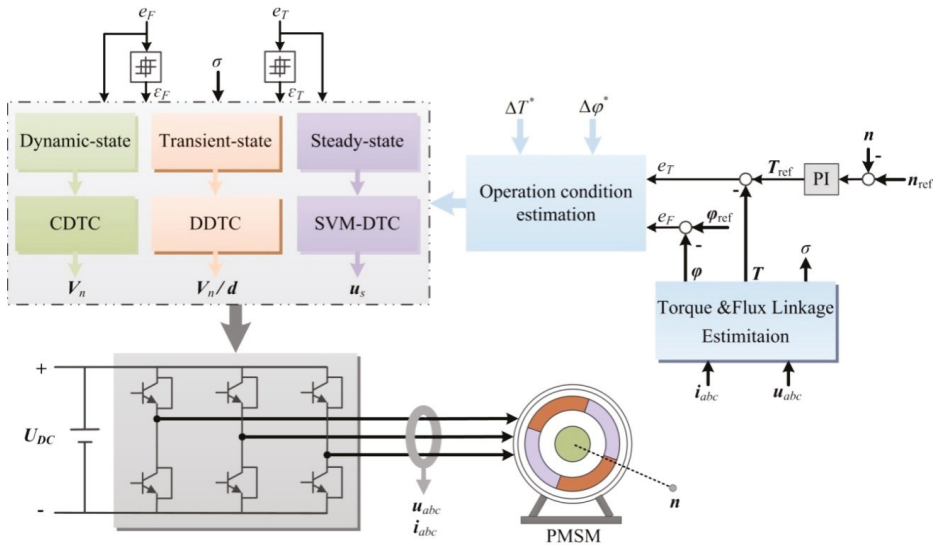 e_F
e_T
σ
ε_F
ε_T
Dynamic-state
Transient-state
Steady-state
CDTC
DDTC
SVM-DTC
V_n
V_n / d
u_s
ΔT*
Δφ*
Operation condition
estimation
e_T
e_F
T_ref
PI
n
-
n_ref
-
φ_ref
-
φ
T
σ
Torque &Flux Linkage
Estimitaion
i_abc
u_abc
+
U_DC
-
u_abc
i_abc
PMSM
n